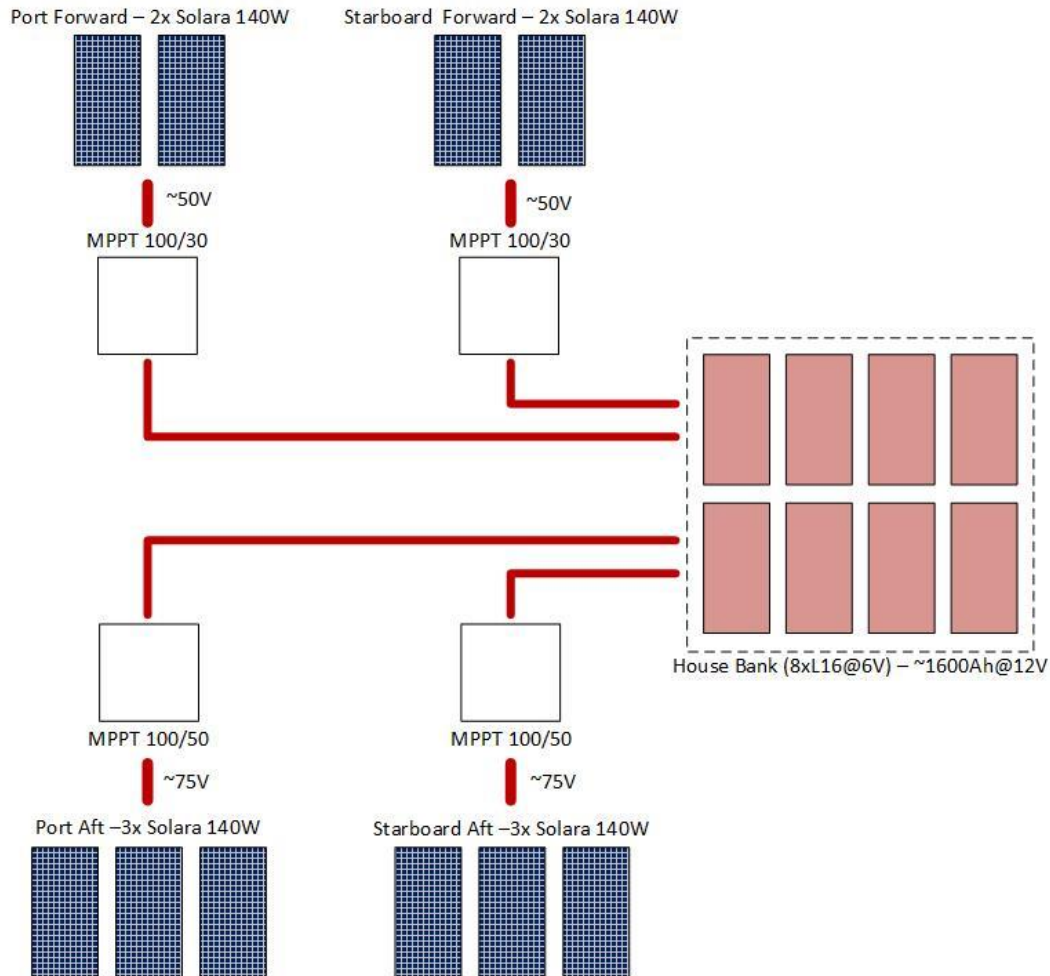 Port Forward – 2x Solara 140W
Starboard Forward – 2x Solara 140W
~50V
~50V
MPPT 100/30
MPPT 100/30
House Bank (8xL16@6V) – ~1600Ah@12V
MPPT 100/50
MPPT 100/50
~75V
~75V
Port Aft –3x Solara 140W
Starboard Aft –3x Solara 140W